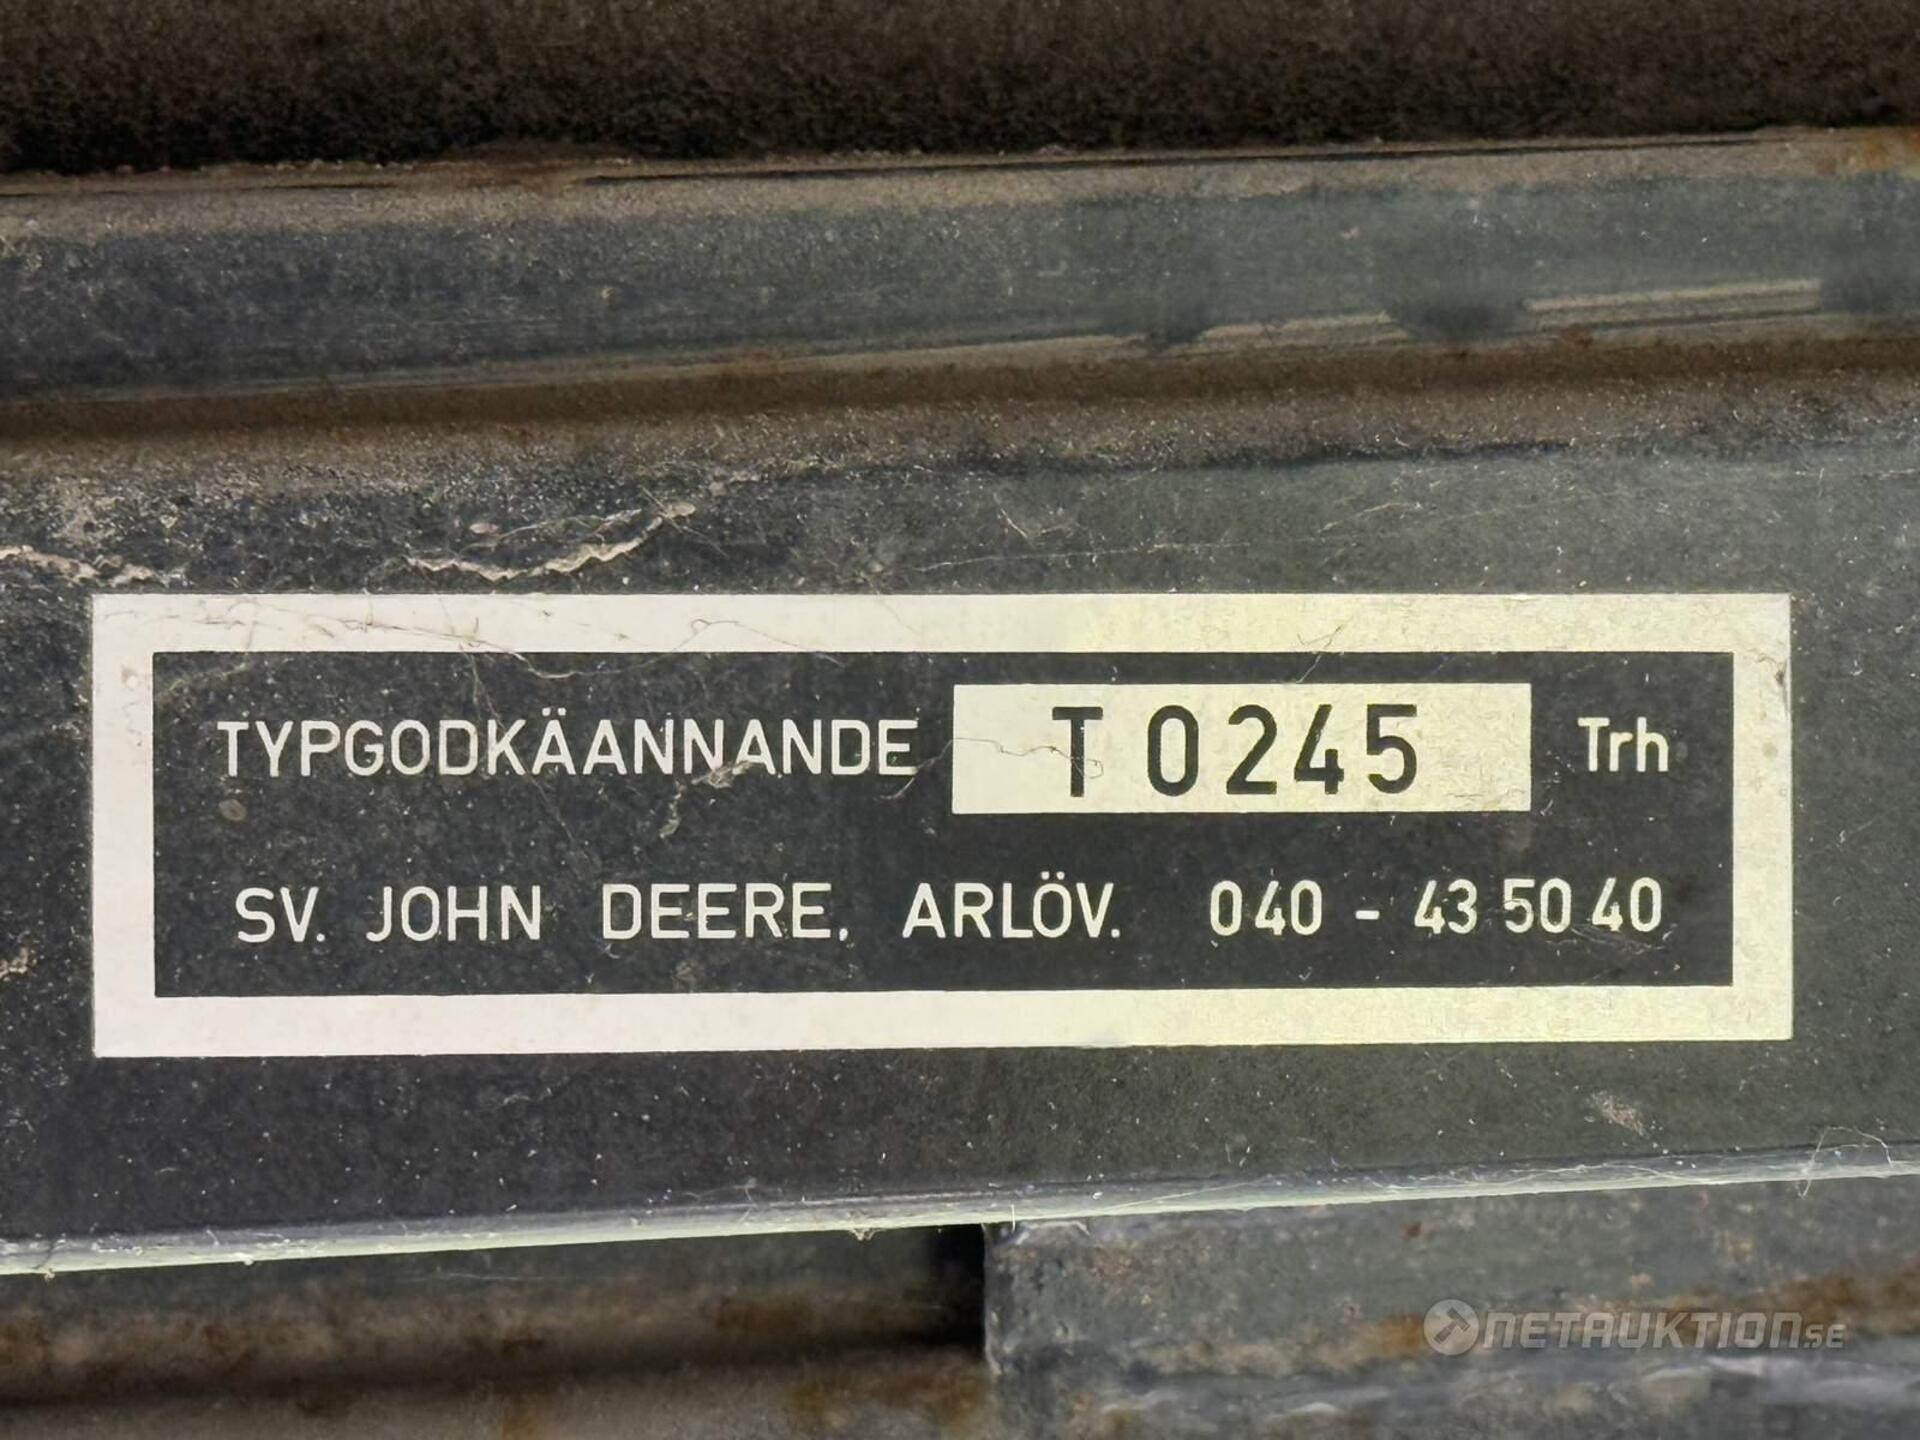 TYPGODKÄANNANDE T 0245 Trh
SV. JOHN DEERE. ARLÖV. 040 - 43 50 40
NETAUKTION.SE